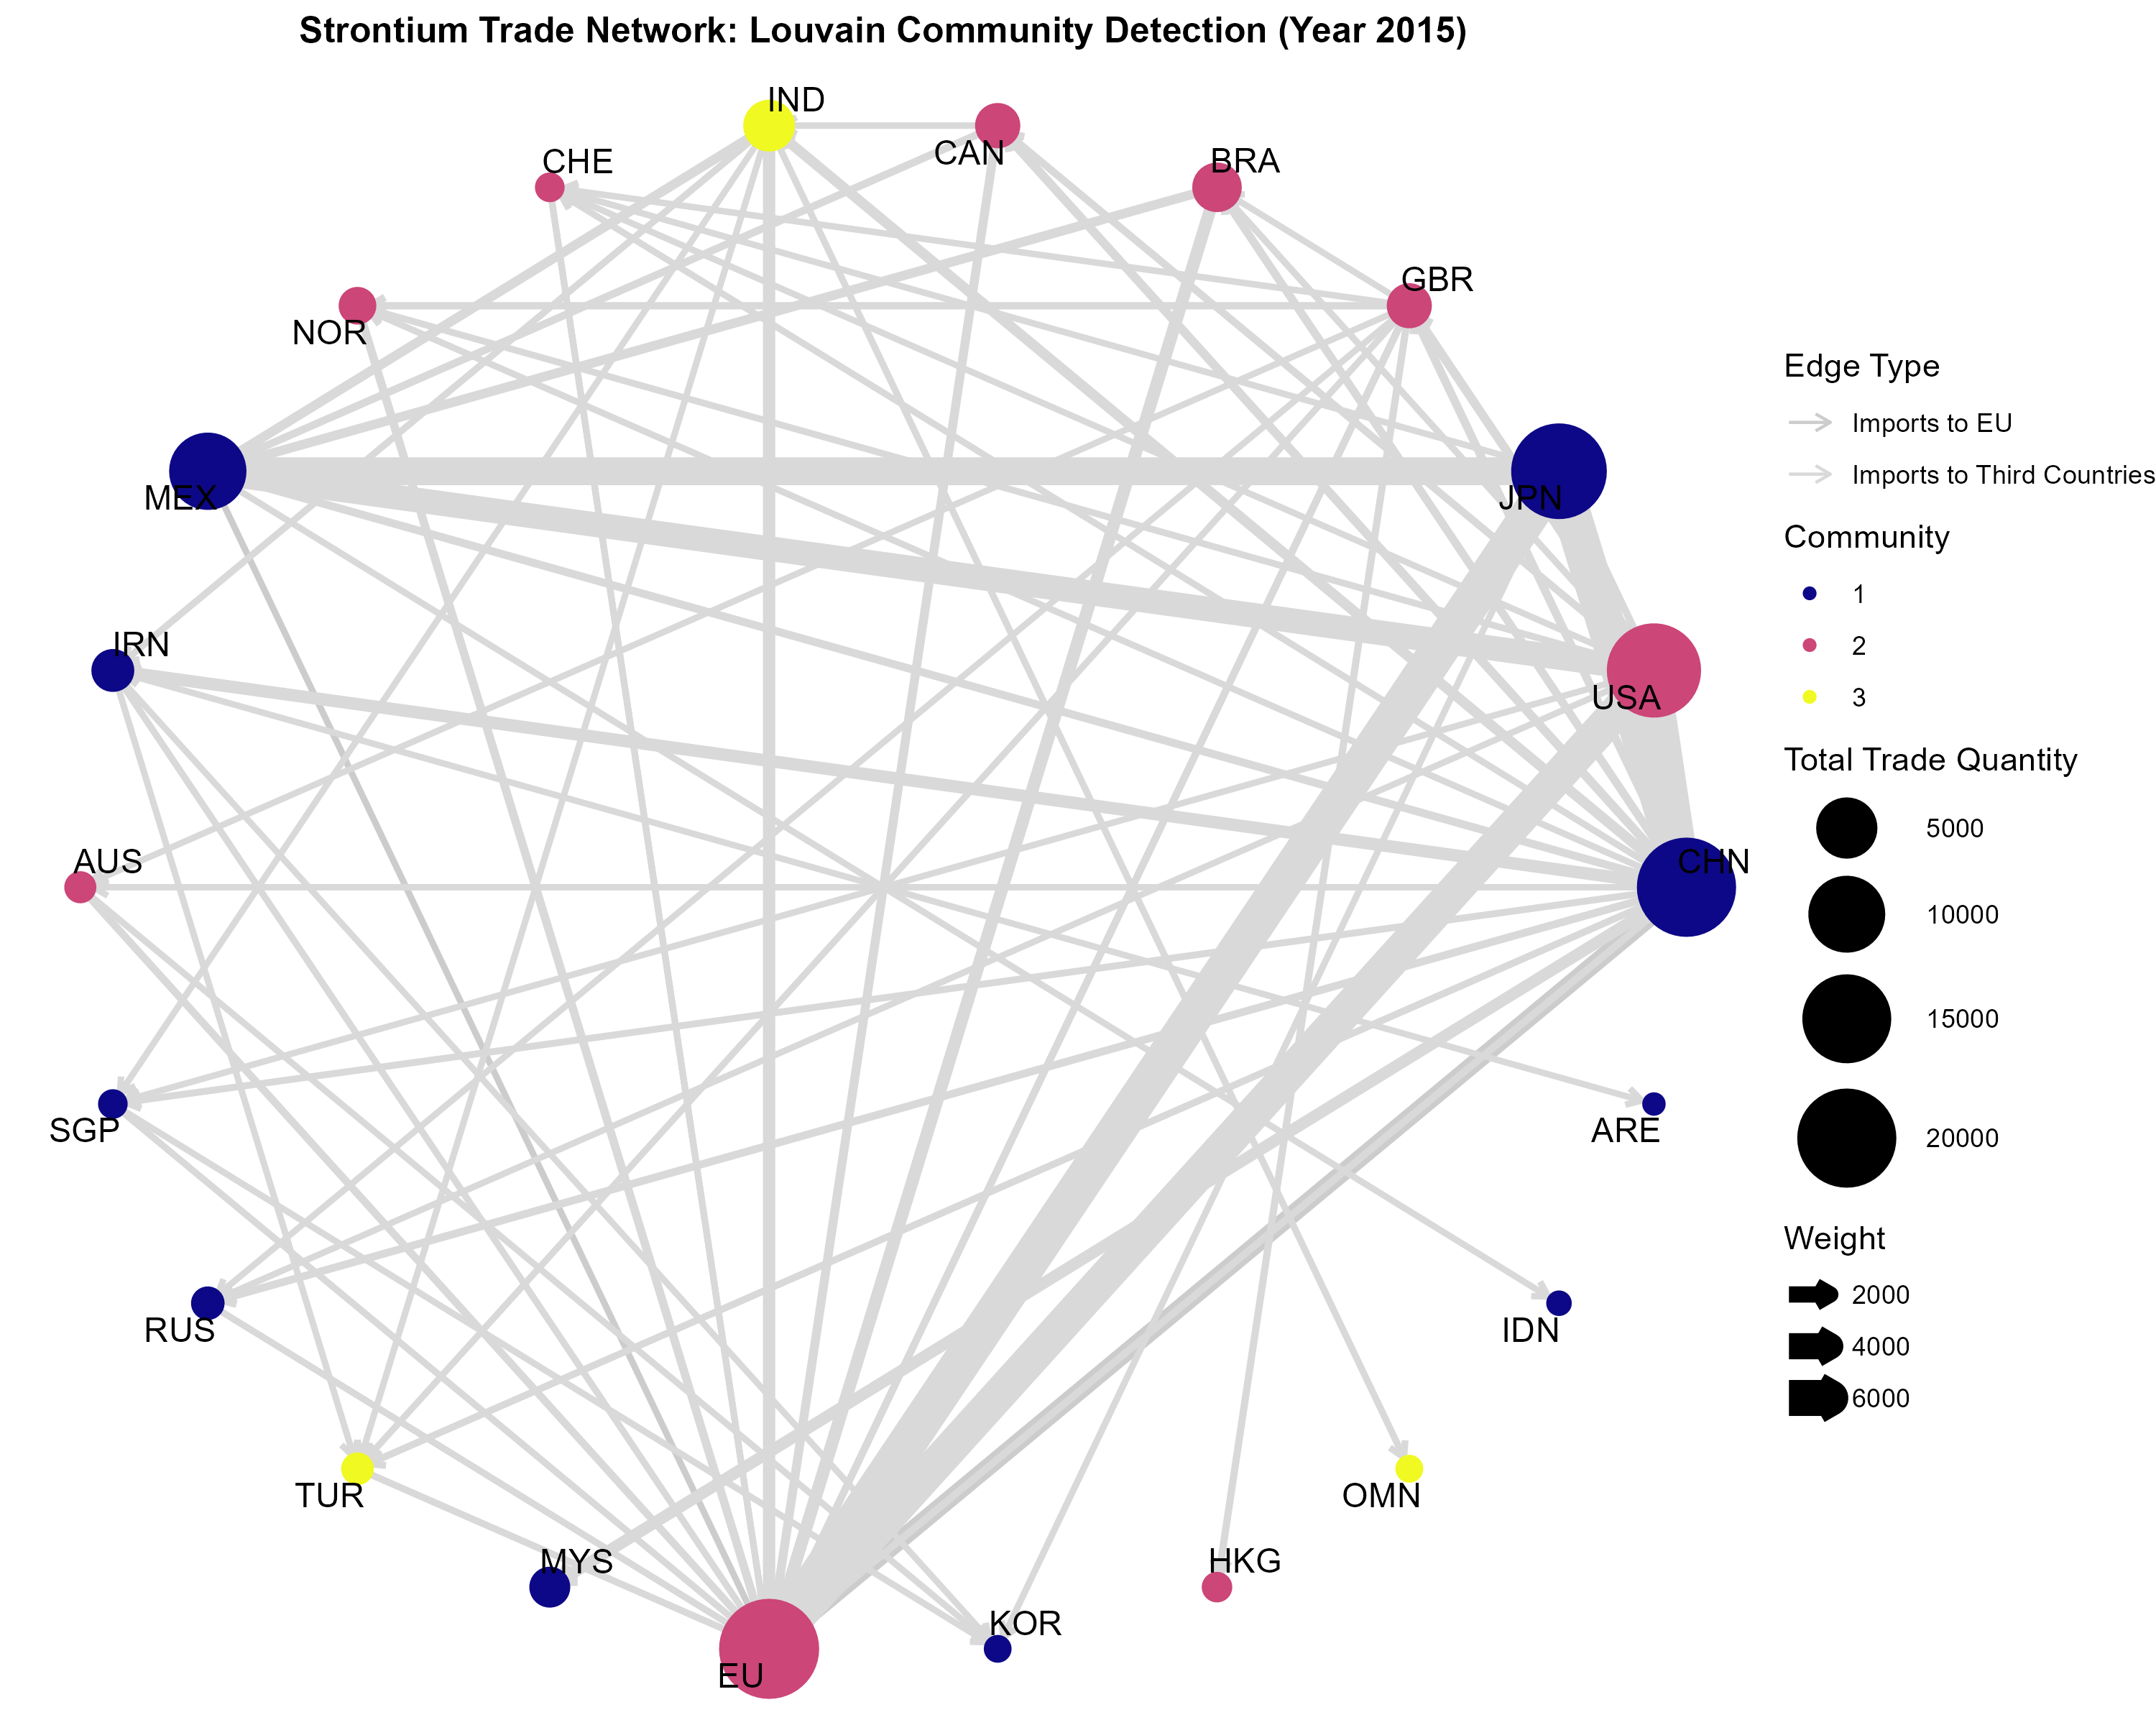 Strontium Trade Network: Louvain Community Detection (Year 2015)
IND
CAN
CHE
BRA
GBR
NOR
MEX
JPN
IRN
USA
AUS
CHN
SGP
ARE
RUS
IDN
TUR
OMN
MYS
HKG
KOR
EU
Edge Type
Imports to EU
Imports to Third Countries
Community
1
2
3
Total Trade Quantity
5000
10000
15000
20000
Weight
2000
4000
6000